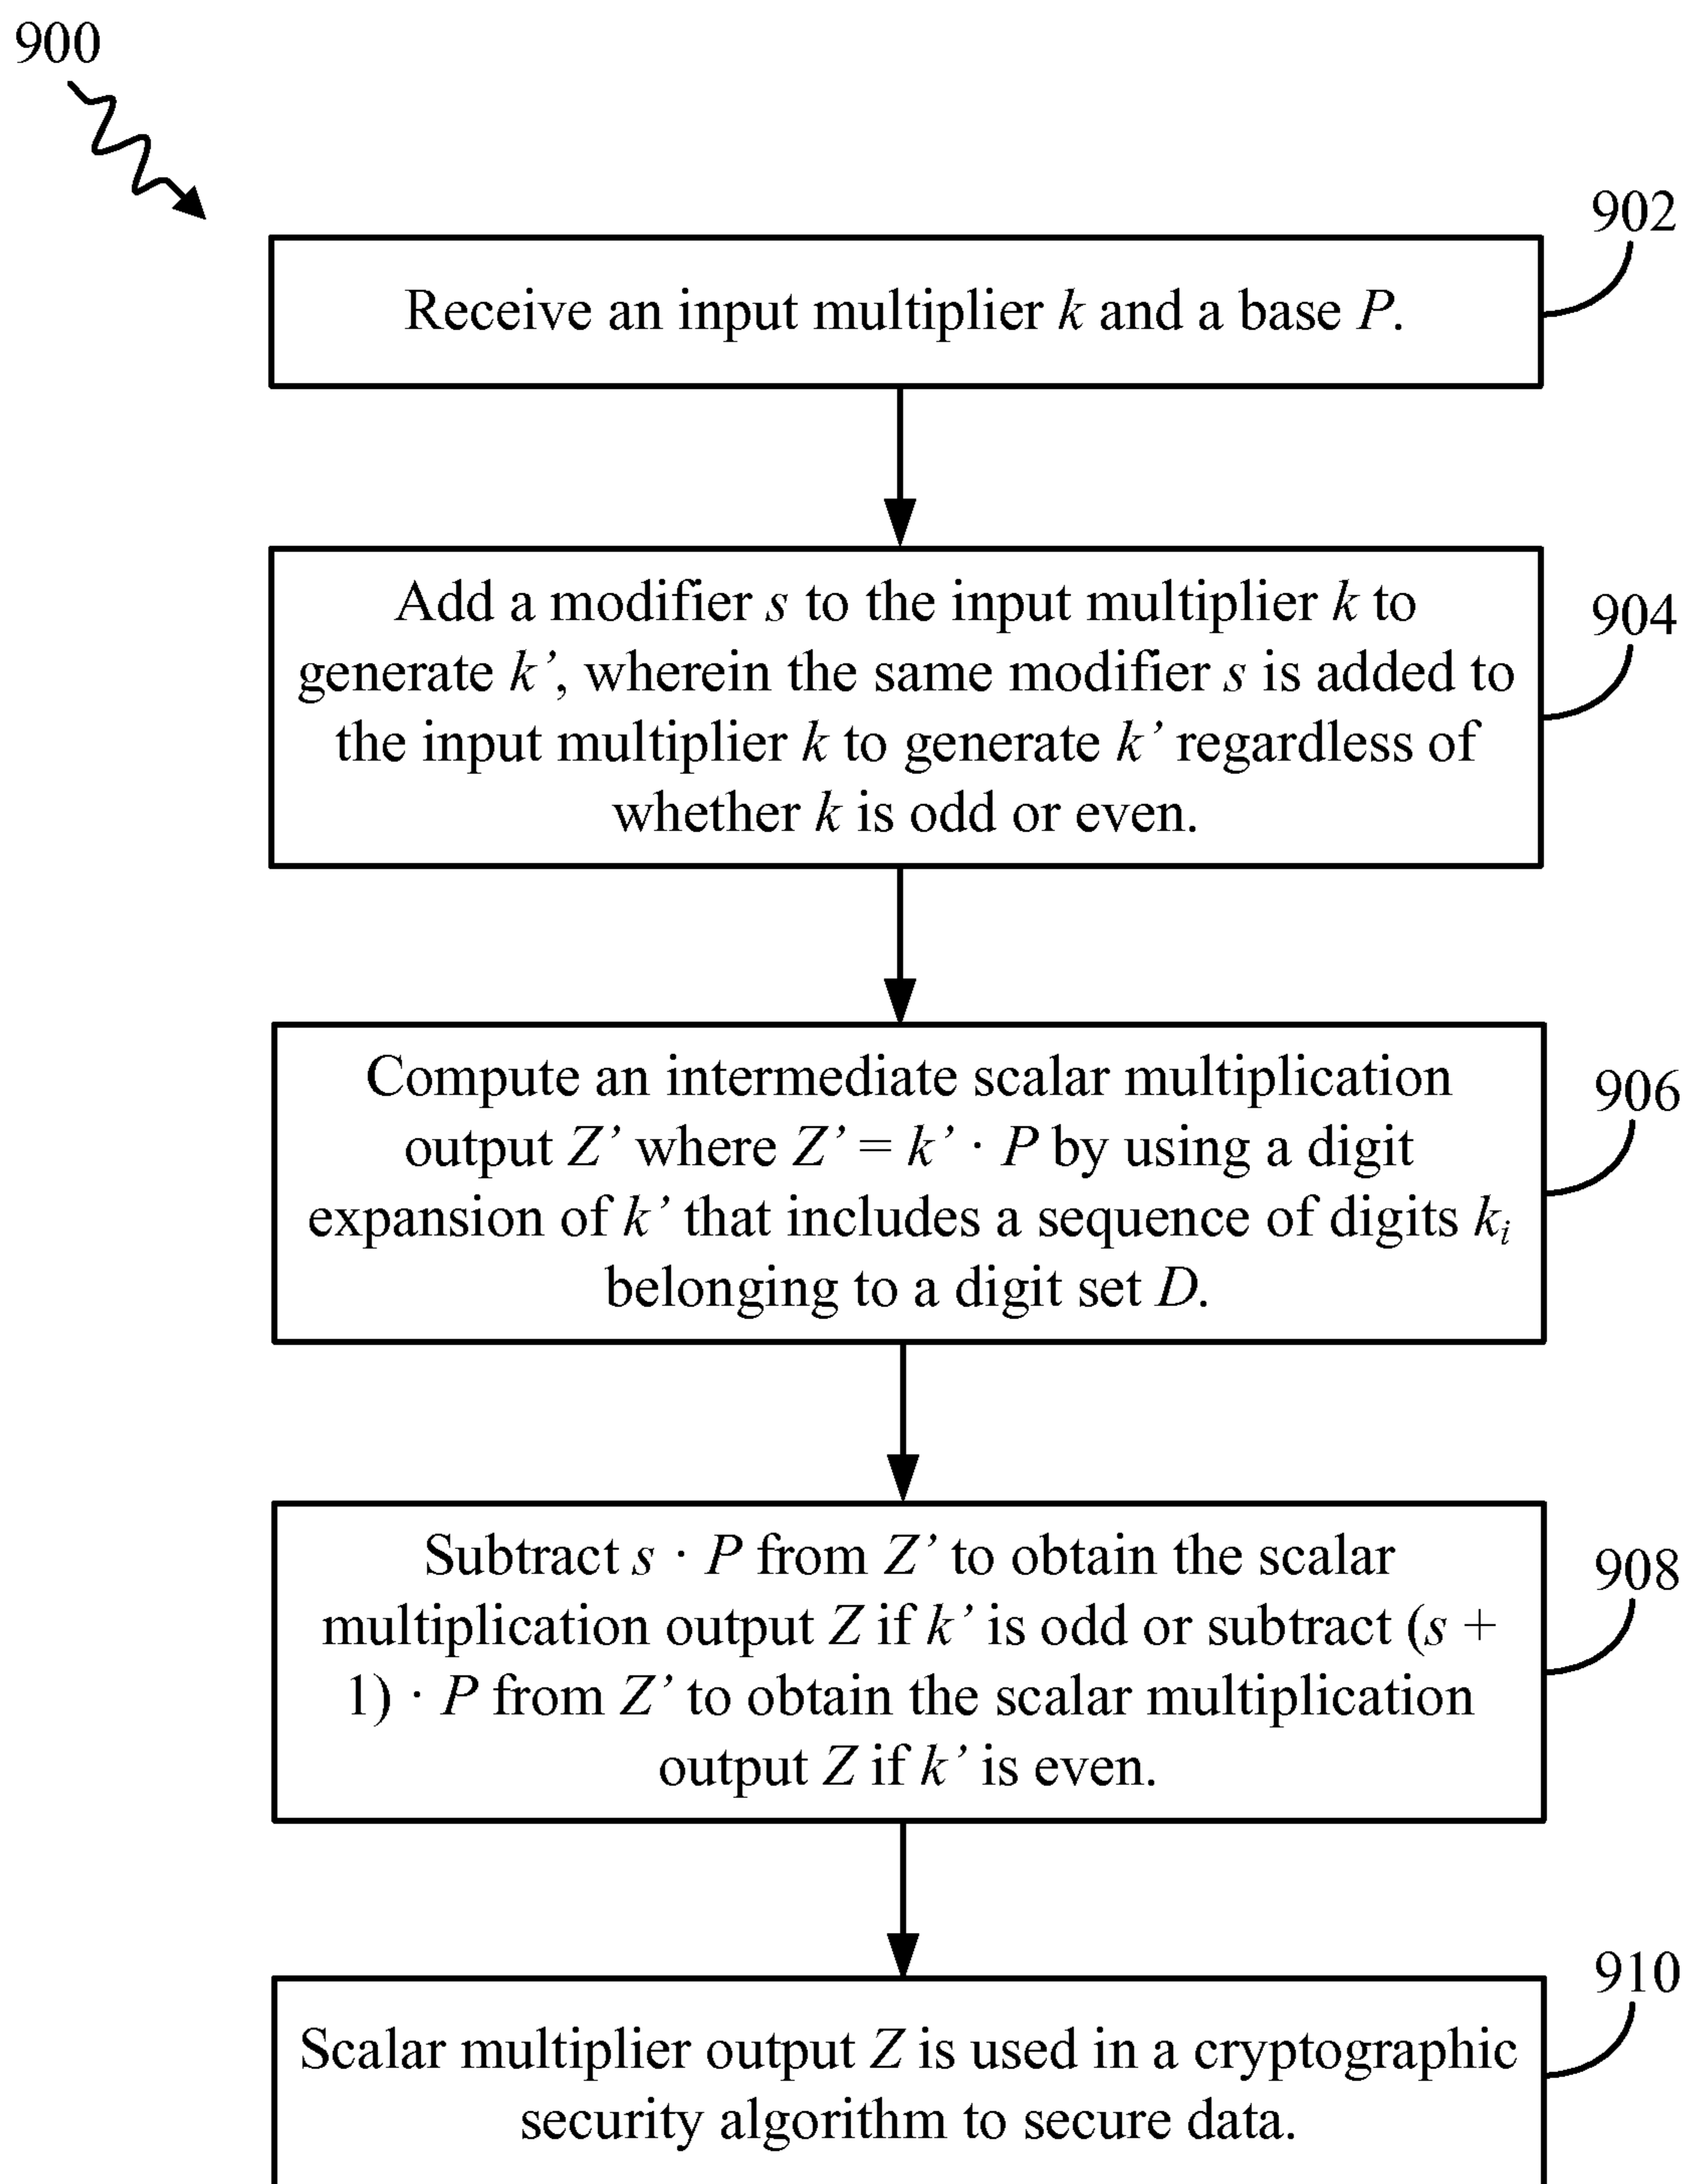 900
902
Receive an input multiplier k and a base P.
904
Add a modifier s to the input multiplier k to
generate k’, wherein the same modifier s is added to
the input multiplier k to generate k’ regardless of
whether k is odd or even.
906
Compute an intermediate scalar multiplication
output Z’ where Z’ = k’ · P by using a digit
expansion of k’ that includes a sequence of digits kᵢ
belonging to a digit set D.
908
Subtract s · P from Z’ to obtain the scalar
multiplication output Z if k’ is odd or subtract (s +
1) · P from Z’ to obtain the scalar multiplication
output Z if k’ is even.
910
Scalar multiplier output Z is used in a cryptographic
security algorithm to secure data.